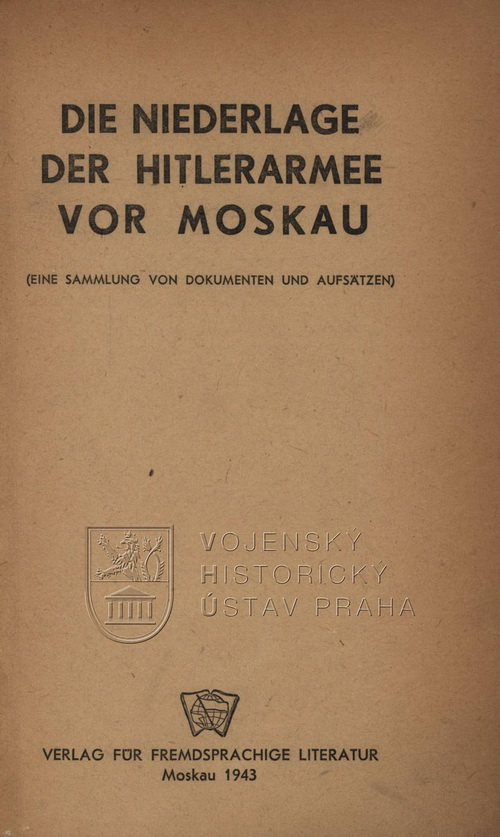 DIE NIEDERLAGE
DER HITLERARMEE
VOR MOSKAU
(EINE SAMMLUNG VON DOKUMENTEN UND AUFSÄTZEN)
VOJENSKÝ
HISTORICKÝ
ÚSTAV PRAHA
VERLAG FÜR FREMDSPRACHIGE LITERATUR
Moskau 1943